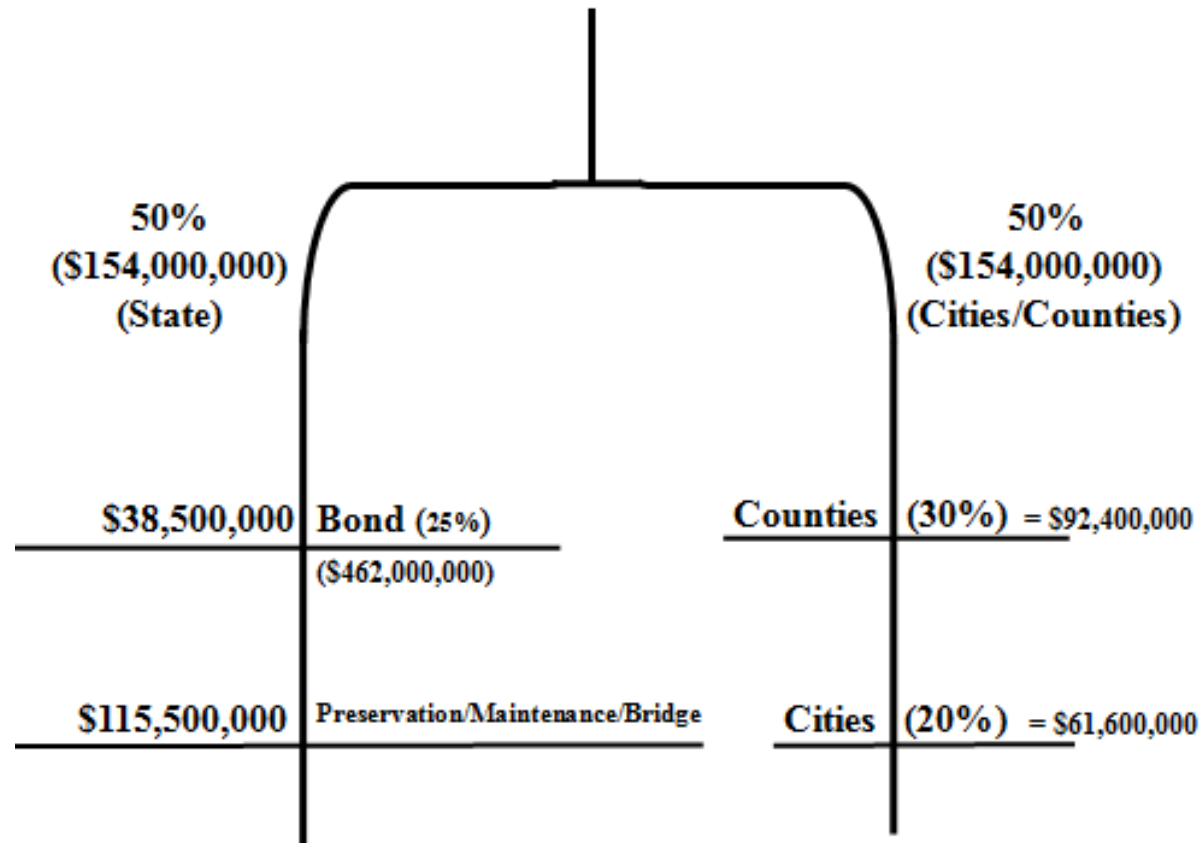 50%
($154,000,000)
(State)
50%
($154,000,000)
(Cities/Counties)
$38,500,000 Bond (25%)
($462,000,000)
Counties (30%) = $92,400,000
$115,500,000 Preservation/Maintenance/Bridge
Cities (20%) = $61,600,000